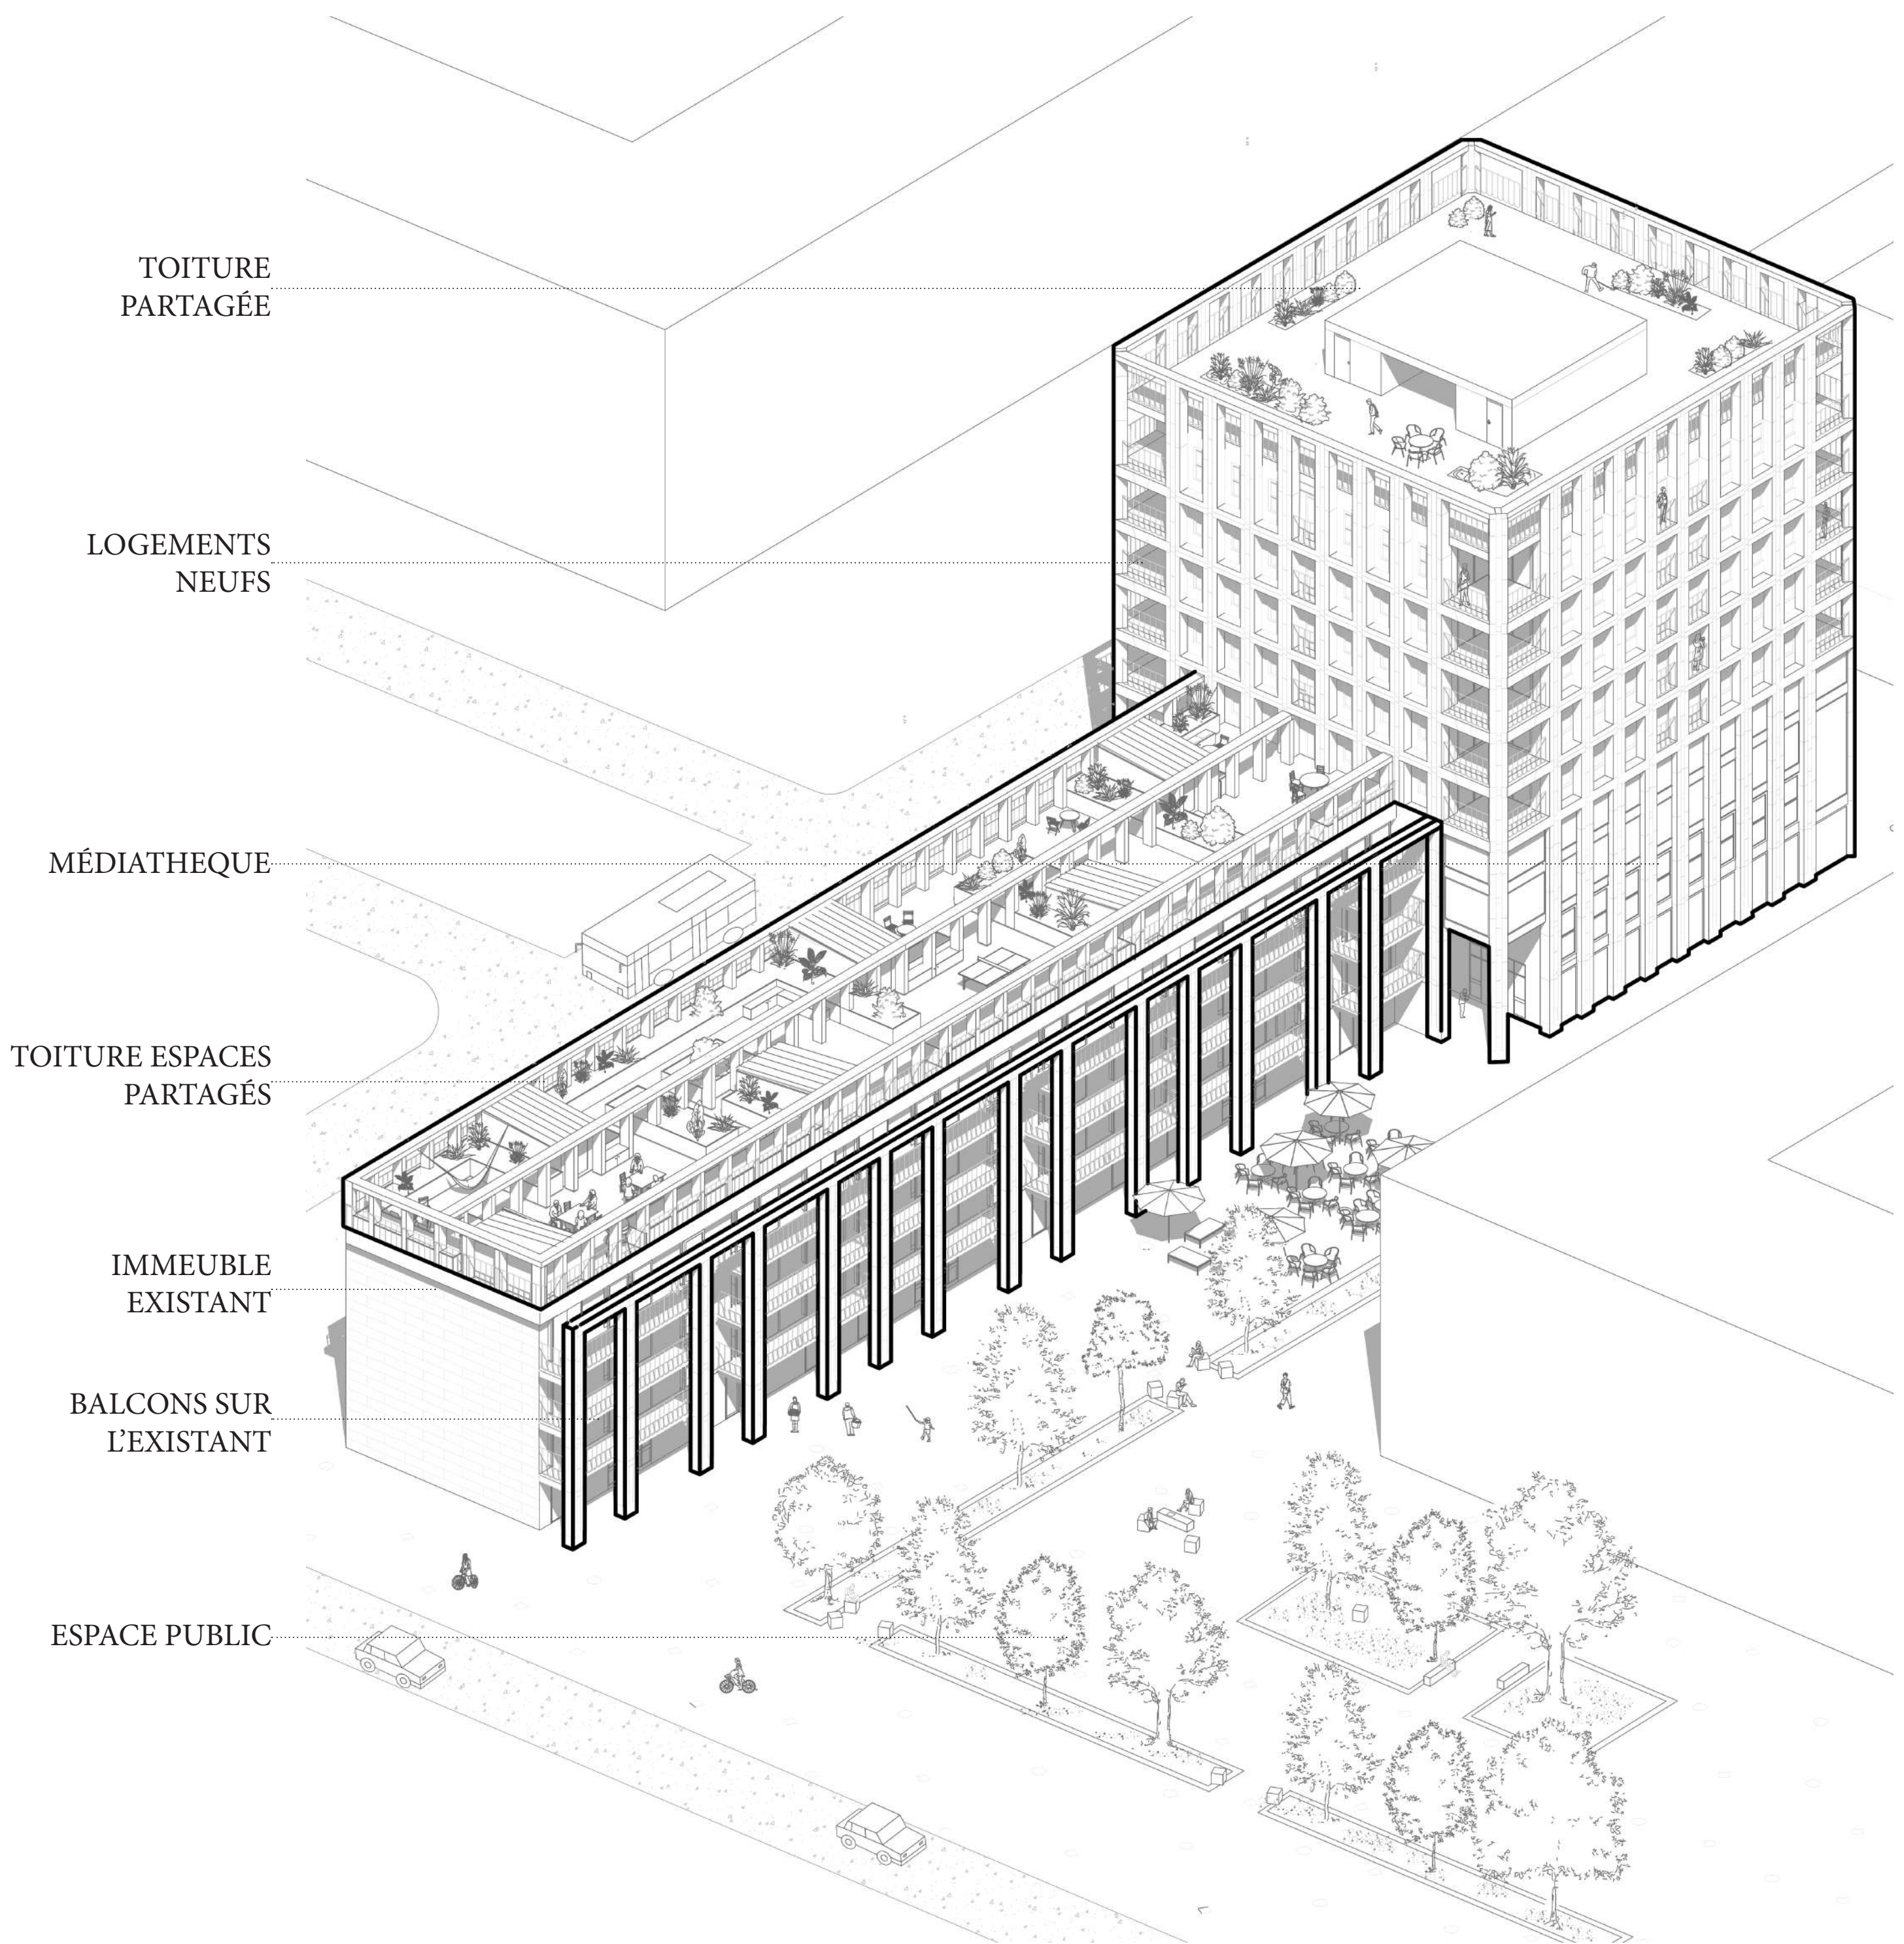 TOITURE
PARTAGÉE
LOGEMENTS
NEUFS
MÉDIATHEQUE
TOITURE ESPACES
PARTAGÉS
IMMEUBLE
EXISTANT
BALCONS SUR
L'EXISTANT
ESPACE PUBLIC